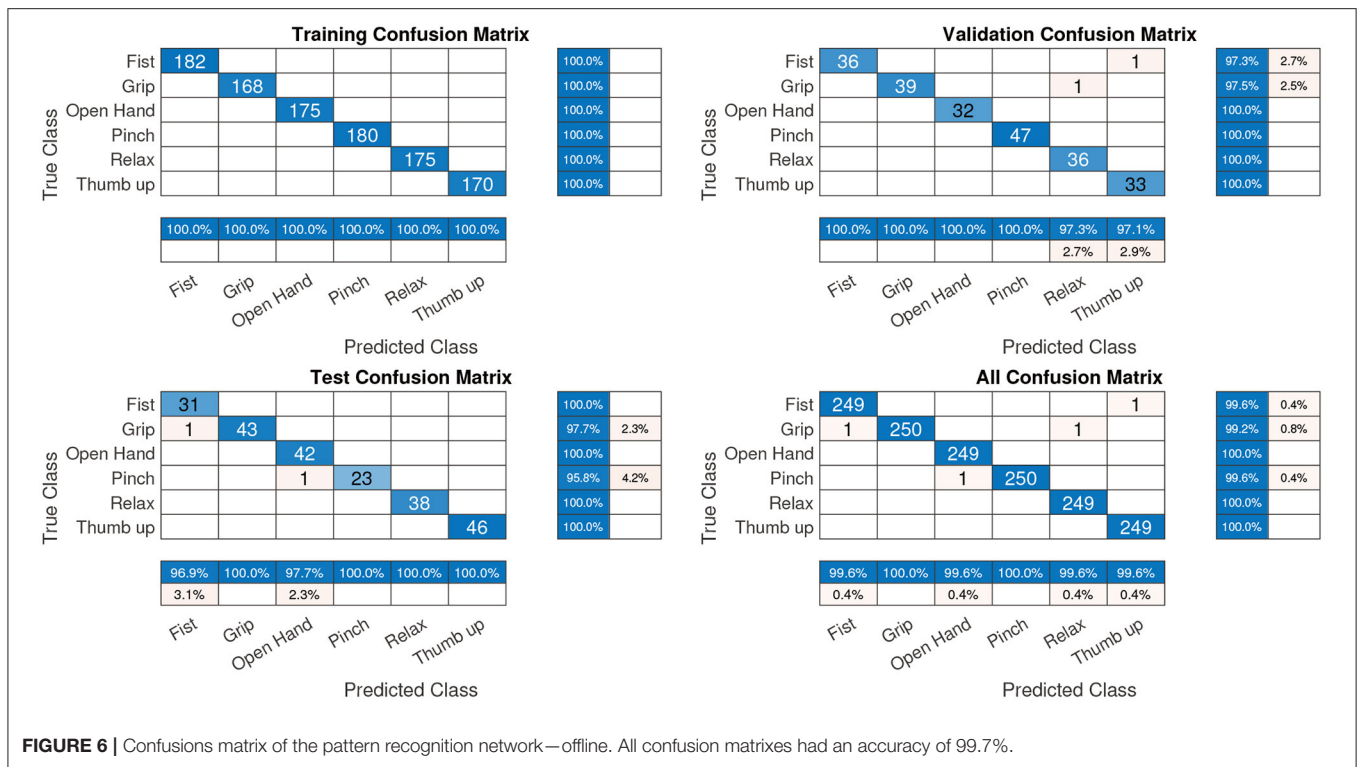 Training Confusion Matrix
Fist 182 100.0%
Grip 168 100.0%
Open Hand 175 100.0%
Pinch 180 100.0%
Relax 175 100.0%
Thumb up 170 100.0%
True Class
100.0% 100.0% 100.0% 100.0% 100.0% 100.0%
Fist Grip Open Hand Pinch Relax Thumb up
Predicted Class
Validation Confusion Matrix
Fist 36 1 97.3% 2.7%
Grip 39 1 97.5% 2.5%
Open Hand 32 100.0%
Pinch 47 100.0%
Relax 36 100.0%
Thumb up 33 100.0%
True Class
100.0% 100.0% 100.0% 100.0% 97.3% 97.1%
2.7% 2.9%
Fist Grip Open Hand Pinch Relax Thumb up
Predicted Class
Test Confusion Matrix
Fist 31 100.0%
Grip 1 43 97.7% 2.3%
Open Hand 42 100.0%
Pinch 1 23 95.8% 4.2%
Relax 38 100.0%
Thumb up 46 100.0%
True Class
96.9% 100.0% 97.7% 100.0% 100.0% 100.0%
3.1% 2.3%
Fist Grip Open Hand Pinch Relax Thumb up
Predicted Class
All Confusion Matrix
Fist 249 1 99.6% 0.4%
Grip 1 250 1 99.2% 0.8%
Open Hand 249 100.0%
Pinch 1 250 99.6% 0.4%
Relax 249 100.0%
Thumb up 249 100.0%
True Class
99.6% 100.0% 99.6% 100.0% 99.6% 99.6%
0.4% 0.4% 0.4% 0.4%
Fist Grip Open Hand Pinch Relax Thumb up
Predicted Class
FIGURE 6 | Confusions matrix of the pattern recognition network—offline. All confusion matrixes had an accuracy of 99.7%.